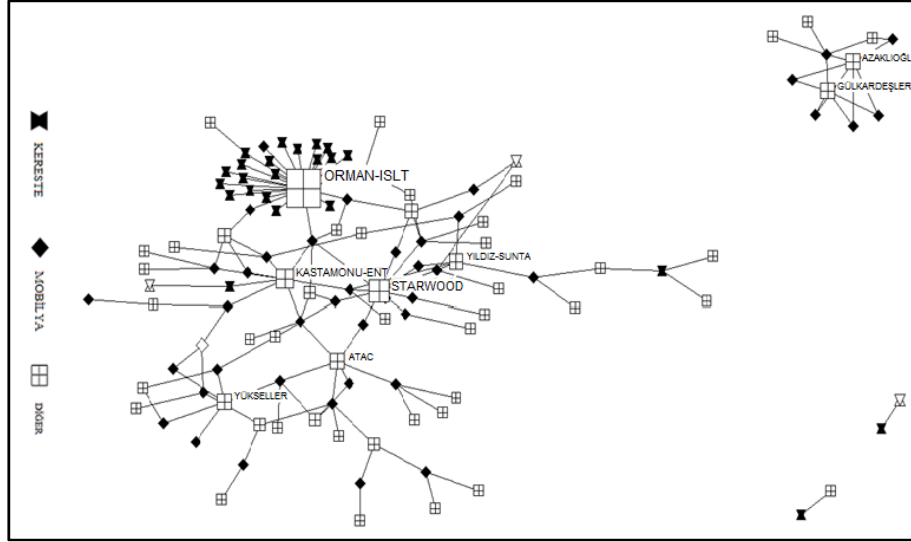 AZAKLIOĞL
GÜLKARDEŞLER
ORMAN-ISLT
YILDIZ-SUNTA
KASTAMONU-ENT
STARWOOD
ATAC
YÜKSELLER
KERESTE
MOBİLYA
DİĞER